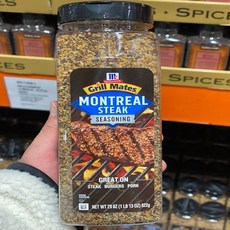 SPICES
SPICES
Mc
Grill Mates
MONTREAL
STEAK
SEASONING
GREAT ON
STEAK BURGERS PORK
NET WT 29 OZ (1 LB 13 OZ) 822g